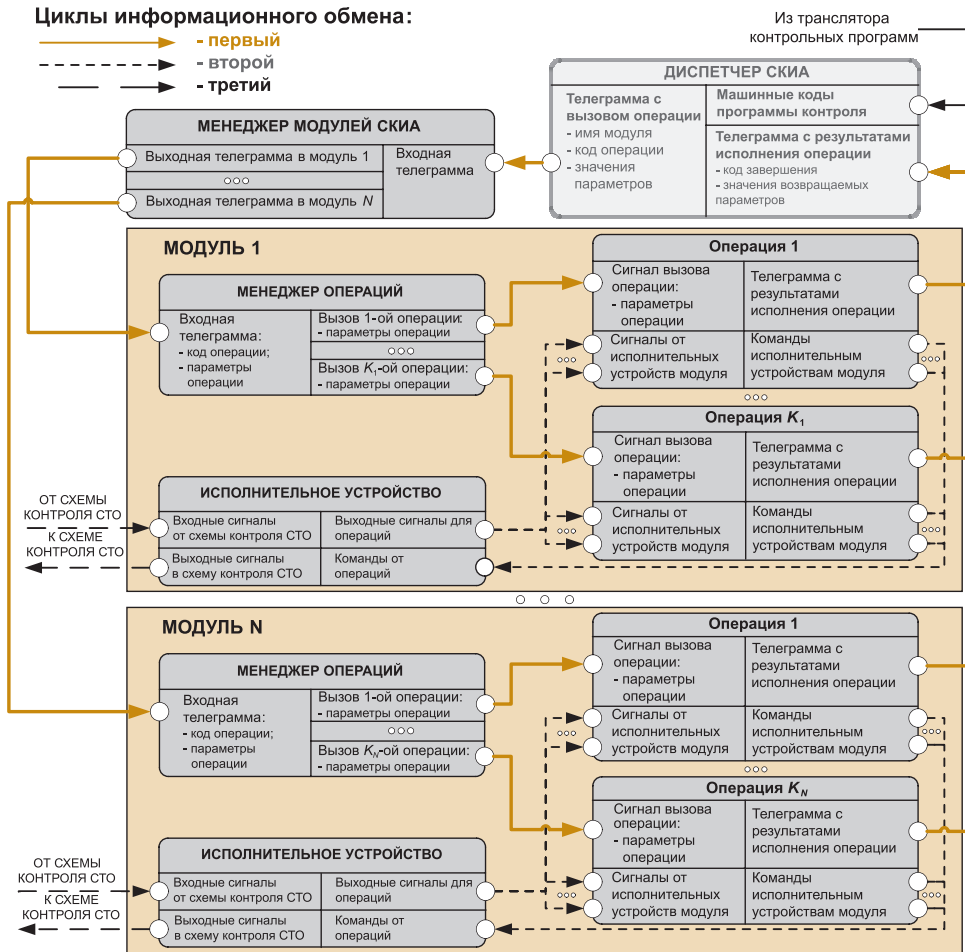 Циклы информационного обмена:
- первый
- второй
- третий
Из транслятора
контрольных программ
ДИСПЕТЧЕР СКИА
Телеграмма с
вызовом операции
- имя модуля
- код операции
- значения
параметров
Машинные коды
программы контроля
Телеграмма с результатами
исполнения операции
- код завершения
- значения возвращаемых
параметров
МЕНЕДЖЕР МОДУЛЕЙ СКИА
Выходная телеграмма в модуль 1
Выходная телеграмма в модуль N
Входная
телеграмма
МОДУЛЬ 1
МЕНЕДЖЕР ОПЕРАЦИЙ
Входная
телеграмма:
- код операции;
- параметры
операции
Вызов 1-ой операции:
- параметры операции
Вызов K1-ой операции:
- параметры операции
Операция 1
Сигнал вызова
операции:
- параметры
операции
Телеграмма с
результатами
исполнения операции
Сигналы от
исполнительных
устройств модуля
Команды
исполнительным
устройствам модуля
Операция K1
Сигнал вызова
операции:
- параметры
операции
Телеграмма с
результатами
исполнения операции
Сигналы от
исполнительных
устройств модуля
Команды
исполнительным
устройствам модуля
ОТ СХЕМЫ
КОНТРОЛЯ СТО
К СХЕМЕ
КОНТРОЛЯ СТО
ИСПОЛНИТЕЛЬНОЕ УСТРОЙСТВО
Входные сигналы
от схемы контроля СТО
Выходные сигналы для
операций
Выходные сигналы
в схему контроля СТО
Команды от
операций
МОДУЛЬ N
МЕНЕДЖЕР ОПЕРАЦИЙ
Входная
телеграмма:
- код операции;
- параметры
операции
Вызов 1-ой операции:
- параметры операции
Вызов KN-ой операции:
- параметры операции
Операция 1
Сигнал вызова
операции:
- параметры
операции
Телеграмма с
результатами
исполнения операции
Сигналы от
исполнительных
устройств модуля
Команды
исполнительным
устройствам модуля
Операция KN
Сигнал вызова
операции:
- параметры
операции
Телеграмма с
результатами
исполнения операции
Сигналы от
исполнительных
устройств модуля
Команды
исполнительным
устройствам модуля
ОТ СХЕМЫ
КОНТРОЛЯ СТО
К СХЕМЕ
КОНТРОЛЯ СТО
ИСПОЛНИТЕЛЬНОЕ УСТРОЙСТВО
Входные сигналы
от схемы контроля СТО
Выходные сигналы для
операций
Выходные сигналы
в схему контроля СТО
Команды от
операций